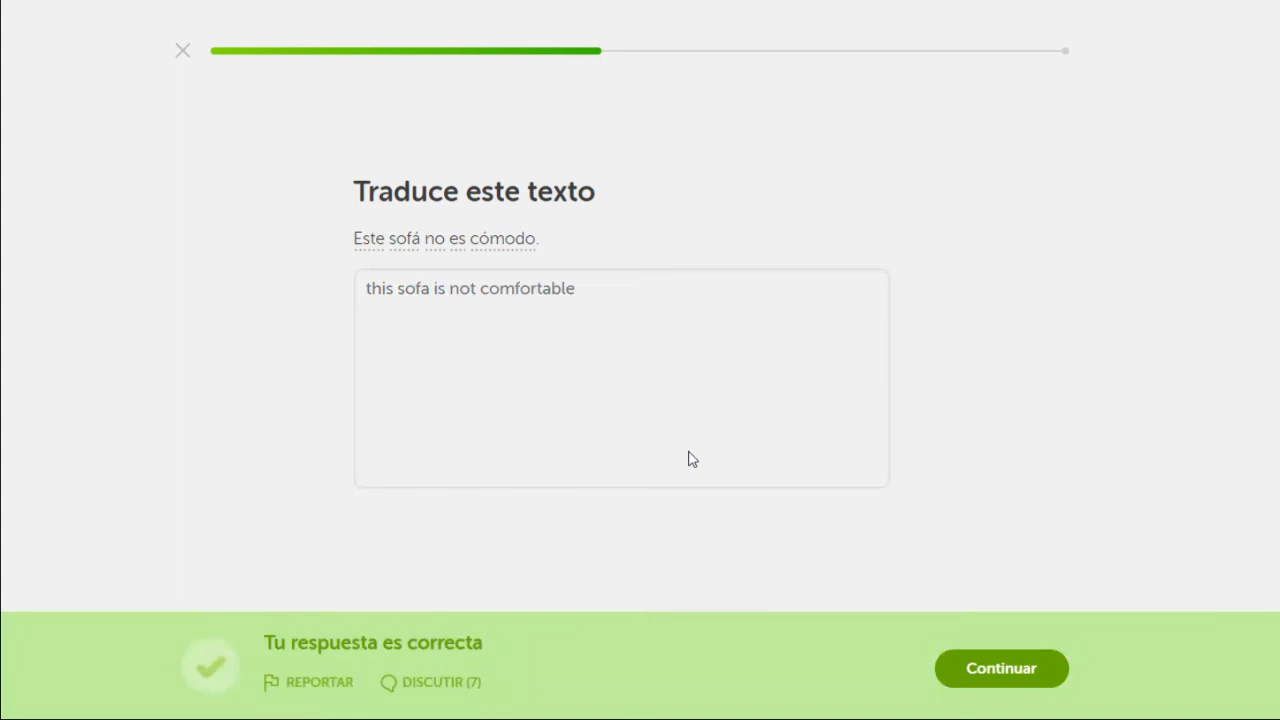 Traduce este texto
Este sofá no es cómodo.
this sofa is not comfortable
Tu respuesta es correcta
REPORTAR DISCUTIR (7)
Continuar